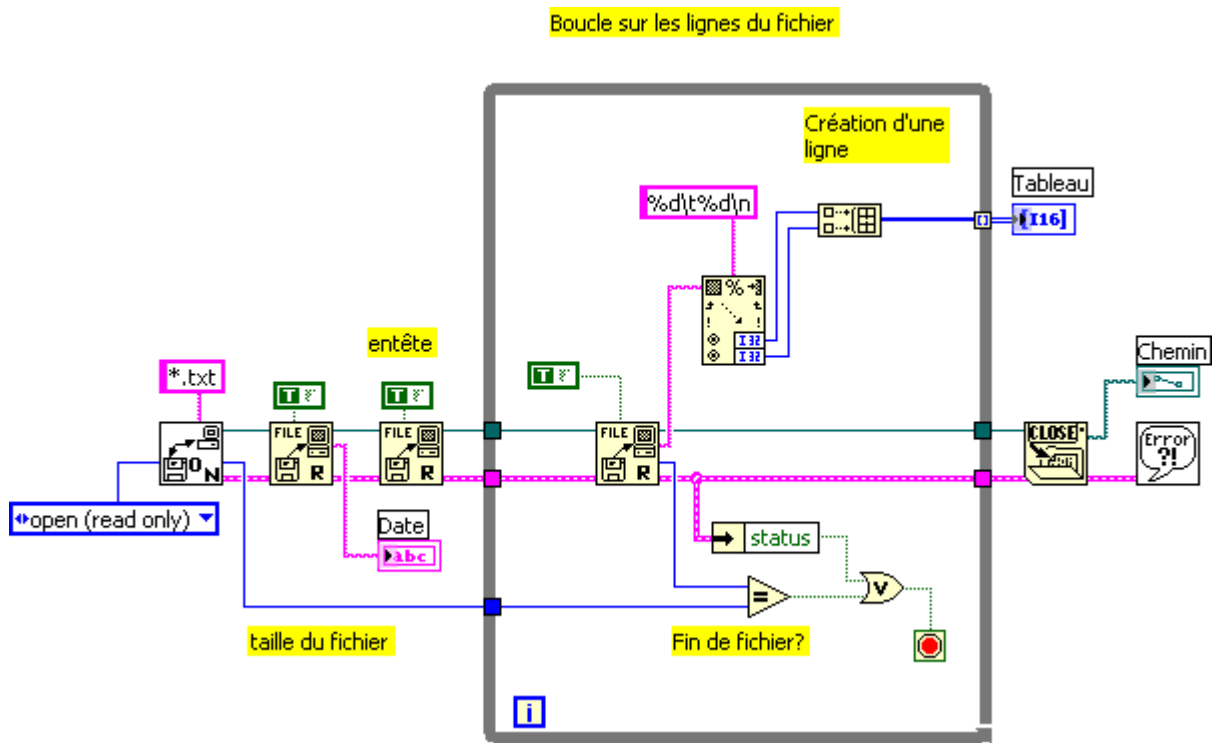 Boucle sur les lignes du fichier
Création d'une
ligne
Tableau
%d\t%d\n
[I16]
% 
I32
I32
entête
Chemin
*.txt
T
T
T
FILE
R
FILE
R
FILE
R
CLOSE
Error
?!
O
N
open (read only)
Date
abc
status
=
V
taille du fichier
Fin de fichier?
i